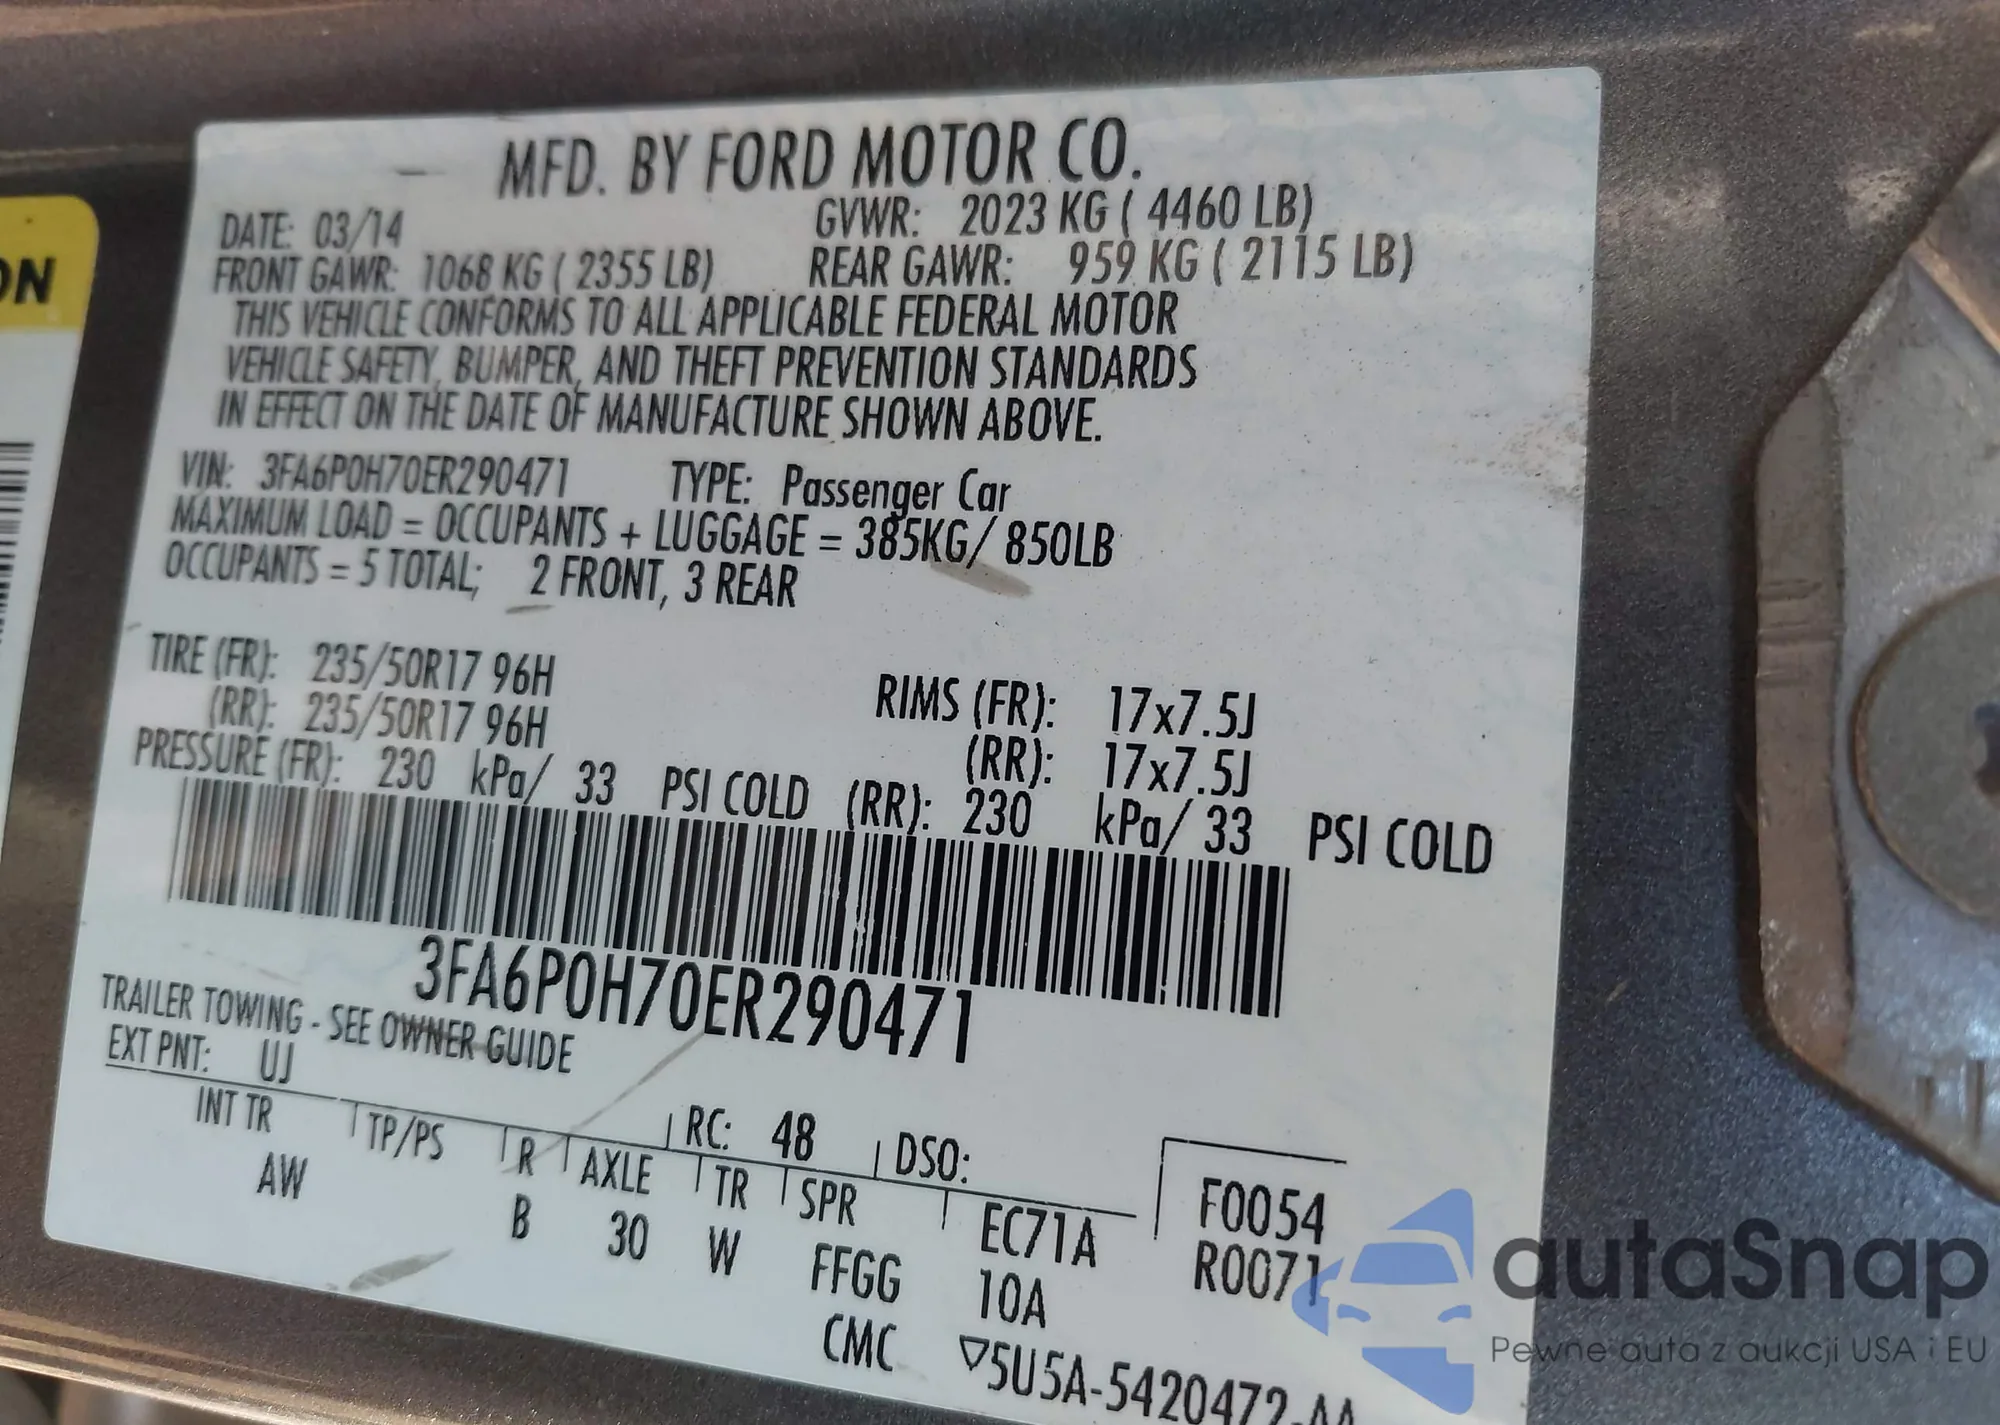 MFD. BY FORD MOTOR CO.
DATE: 03/14 GVWR: 2023 KG ( 4460 LB)
FRONT GAWR: 1068 KG ( 2355 LB) REAR GAWR: 959 KG ( 2115 LB)
THIS VEHICLE CONFORMS TO ALL APPLICABLE FEDERAL MOTOR
VEHICLE SAFETY, BUMPER, AND THEFT PREVENTION STANDARDS
IN EFFECT ON THE DATE OF MANUFACTURE SHOWN ABOVE.
VIN: 3FA6P0H70ER290471 TYPE: Passenger Car
MAXIMUM LOAD = OCCUPANTS + LUGGAGE = 385KG/ 850LB
OCCUPANTS = 5 TOTAL; 2 FRONT, 3 REAR
TIRE (FR): 235/50R17 96H RIMS (FR): 17x7.5J
(RR): 235/50R17 96H (RR): 17x7.5J
PRESSURE (FR): 230 kPa/ 33 PSI COLD (RR): 230 kPa/ 33 PSI COLD
3FA6P0H70ER290471
TRAILER TOWING - SEE OWNER GUIDE
EXT PNT: UJ RC: 48 DSO:
INT TR TP/PS R AXLE TR SPR EC71A F0054
AW B 30 W FFGG 10A R0071
CMC ▽5U5A-5420472-AA
ON
autoSnap
Pewne auta z aukcji USA i EU